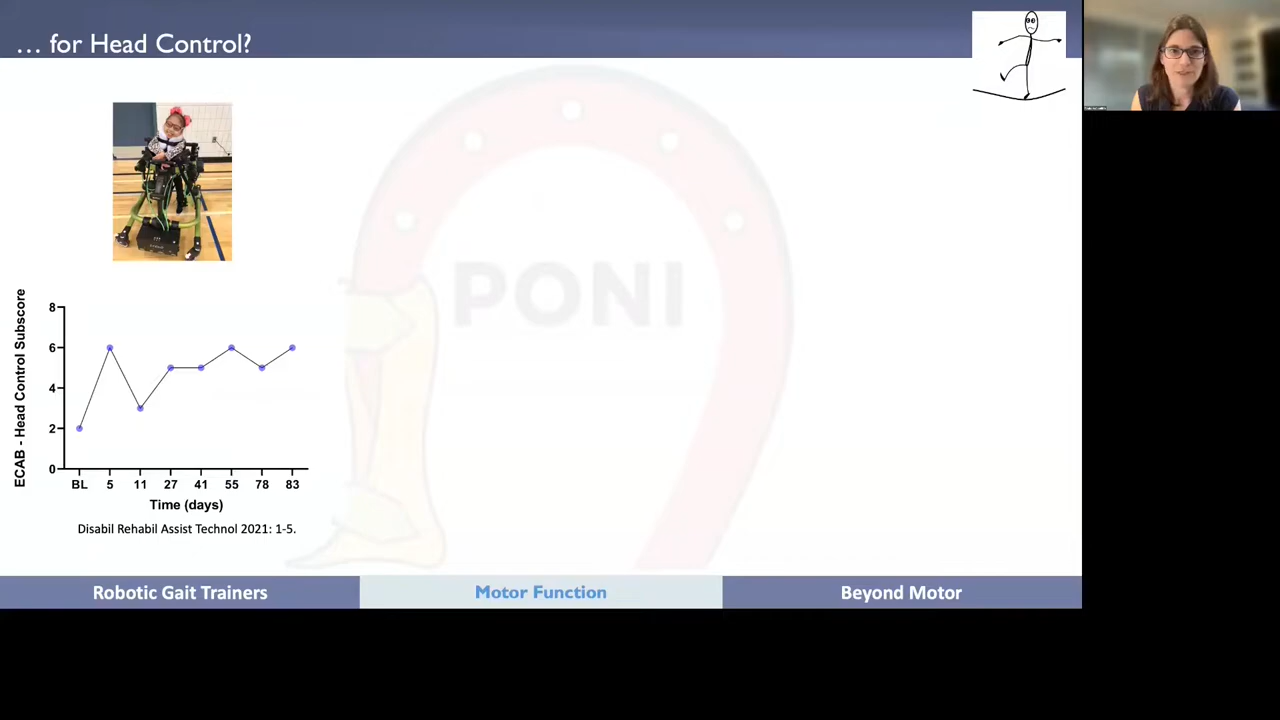 … for Head Control?
PONI
ECAB - Head Control Subscore
8
6
4
2
0
BL 5 11 27 41 55 78 83
Time (days)
Disabil Rehabil Assist Technol 2021: 1-5.
Robotic Gait Trainers
Motor Function
Beyond Motor